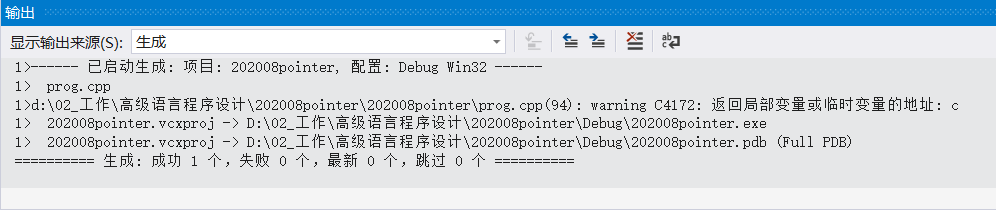 输出
显示输出来源(S): 生成
1>------ 已启动生成: 项目: 202008pointer, 配置: Debug Win32 ------
1>  prog.cpp
1>d:\02_工作\高级语言程序设计\202008pointer\202008pointer\prog.cpp(94): warning C4172: 返回局部变量或临时变量的地址: c
1>  202008pointer.vcxproj -> D:\02_工作\高级语言程序设计\202008pointer\Debug\202008pointer.exe
1>  202008pointer.vcxproj -> D:\02_工作\高级语言程序设计\202008pointer\Debug\202008pointer.pdb (Full PDB)
========== 生成: 成功 1 个，失败 0 个，最新 0 个，跳过 0 个 ==========